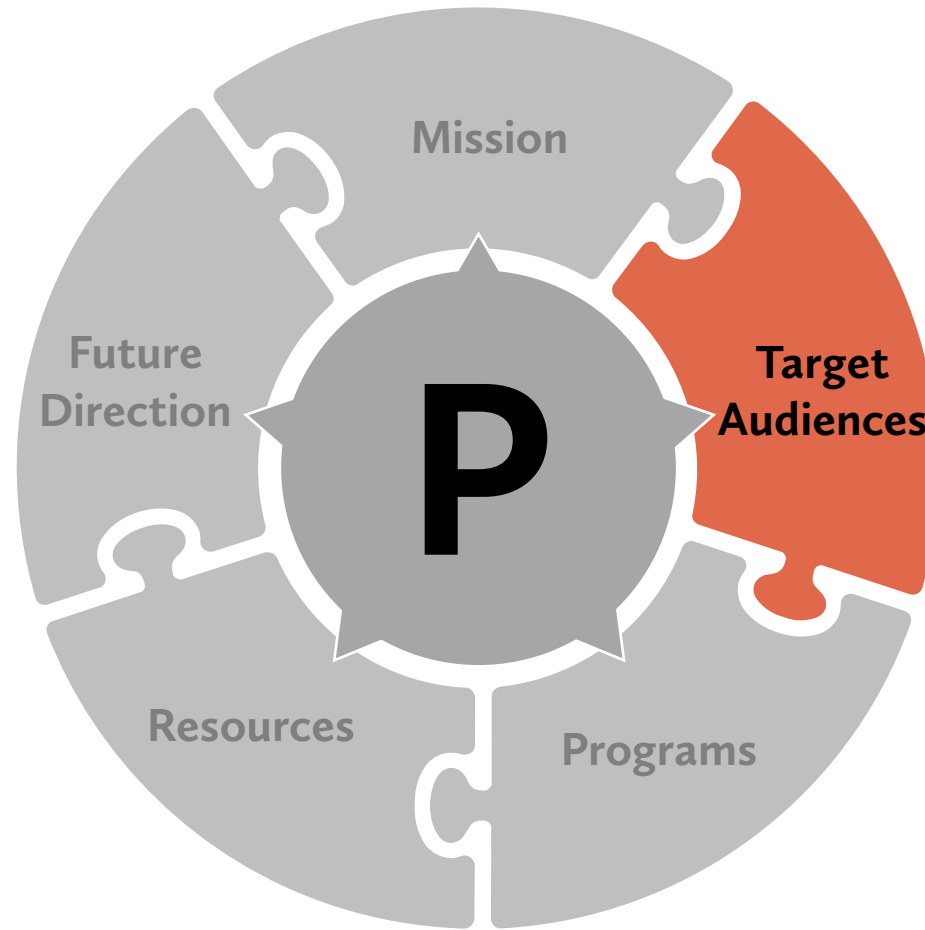 Mission
Target
Audiences
Programs
Resources
Future
Direction
P